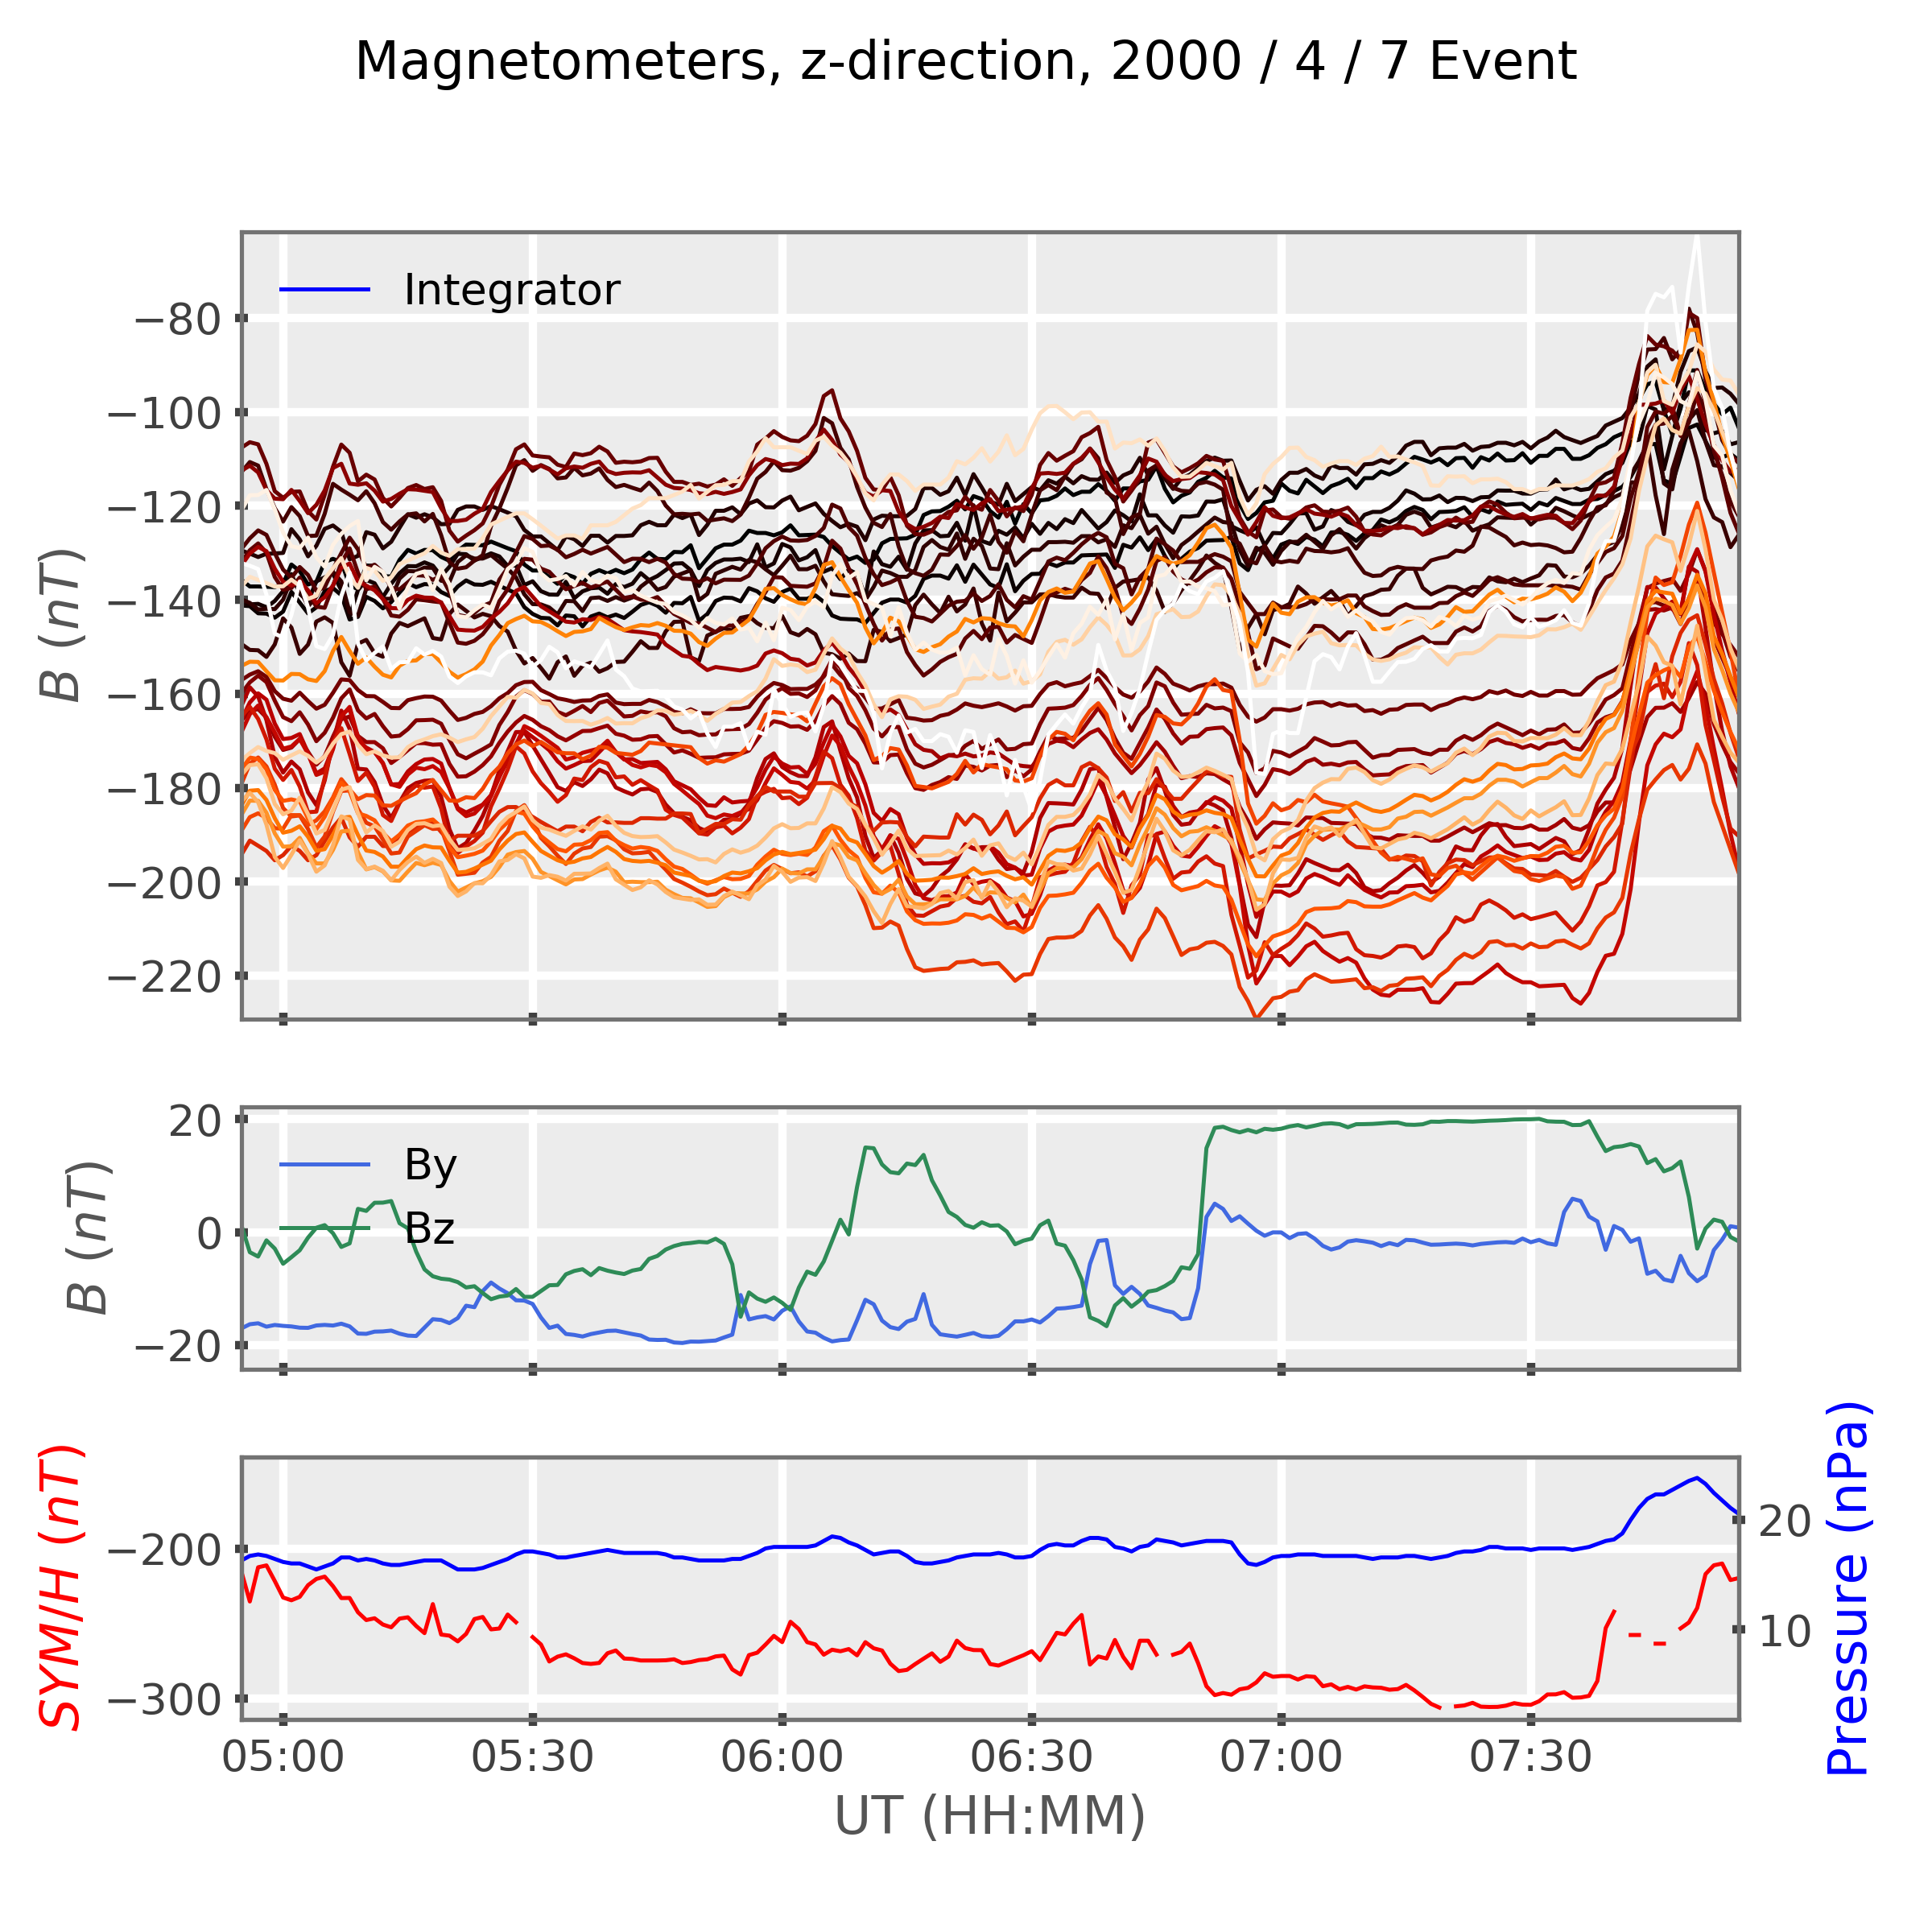 Magnetometers, z-direction, 2000 / 4 / 7 Event
Integrator
B (nT)
−80
−100
−120
−140
−160
−180
−200
−220
By
Bz
B (nT)
20
0
−20
SYM/H (nT)
−200
−300
Pressure (nPa)
20
10
05:00 05:30 06:00 06:30 07:00 07:30
UT (HH:MM)